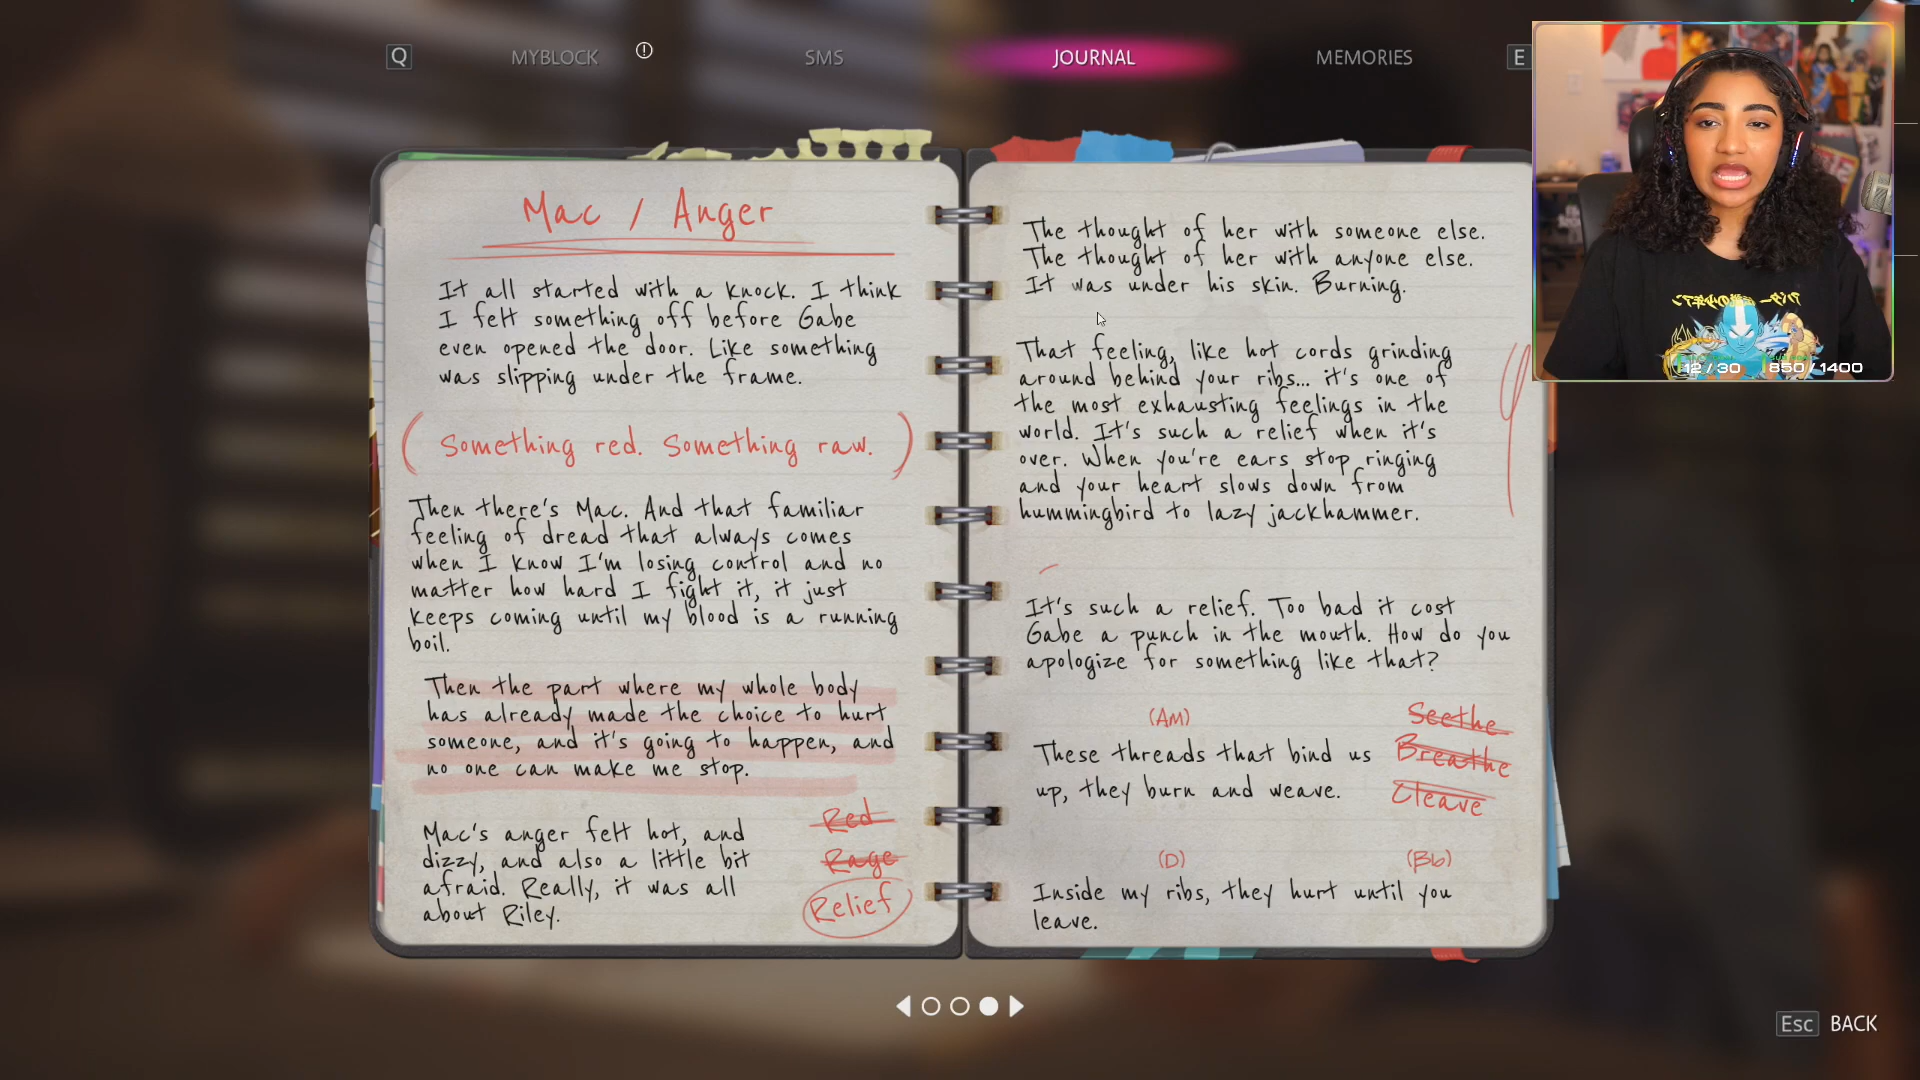 Q
MYBLOCK
SMS
JOURNAL
MEMORIES
E
Mac / Anger
It all started with a knock. I think
I felt something off before Gabe
even opened the door. Like something
was slipping under the frame.
(Something red. Something raw.)
Then there's Mac. And that familiar
feeling of dread that always comes
when I know I'm losing control and no
matter how hard I fight it, it just
keeps coming until my blood is a running
boil.
Then the part where my whole body
has already made the choice to hurt
someone, and it's going to happen, and
no one can make me stop.
Mac's anger felt hot, and
dizzy, and also a little bit
afraid. Really, it was all
about Riley.
Red
Rage
Relief
The thought of her with someone else.
The thought of her with anyone else.
It was under his skin. Burning.
That feeling, like hot cords grinding
around behind your ribs... it's one of
the most exhausting feelings in the
world. It's such a relief when it's
over. When you're ears stop ringing
and your heart slows down from
hummingbird to lazy jackhammer.
It's such a relief. Too bad it cost
Gabe a punch in the mouth. How do you
apologize for something like that?
(Am)
These threads that bind us
up, they burn and weave.
Seethe
Breathe
Cleave
(D) (Bb)
Inside my ribs, they hurt until you
leave.
12/30 850/1400
Esc BACK